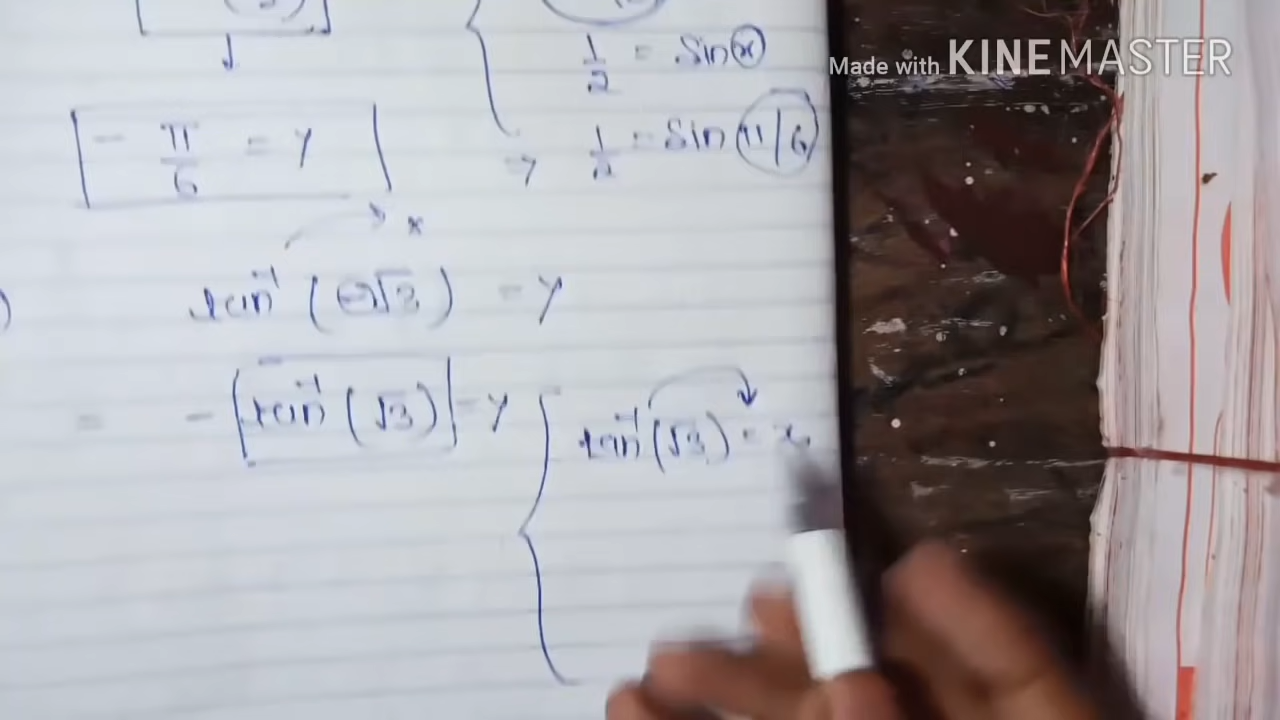 1/2 = Sin x
- π/6 = y
⇒ 1/2 = Sin π/6
x
tan⁻¹ (-√3) = y
= - [tan⁻¹ (√3)] = y
tan⁻¹ (√3) = x
Made with KINEMASTER